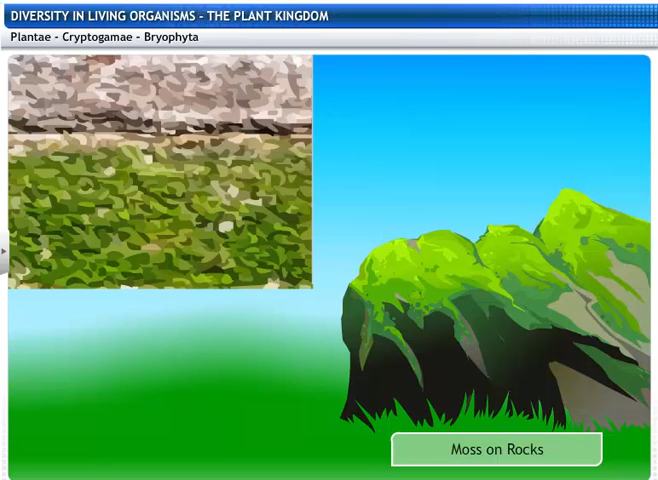 DIVERSITY IN LIVING ORGANISMS - THE PLANT KINGDOM
Plantae - Cryptogamae - Bryophyta
Moss on Rocks